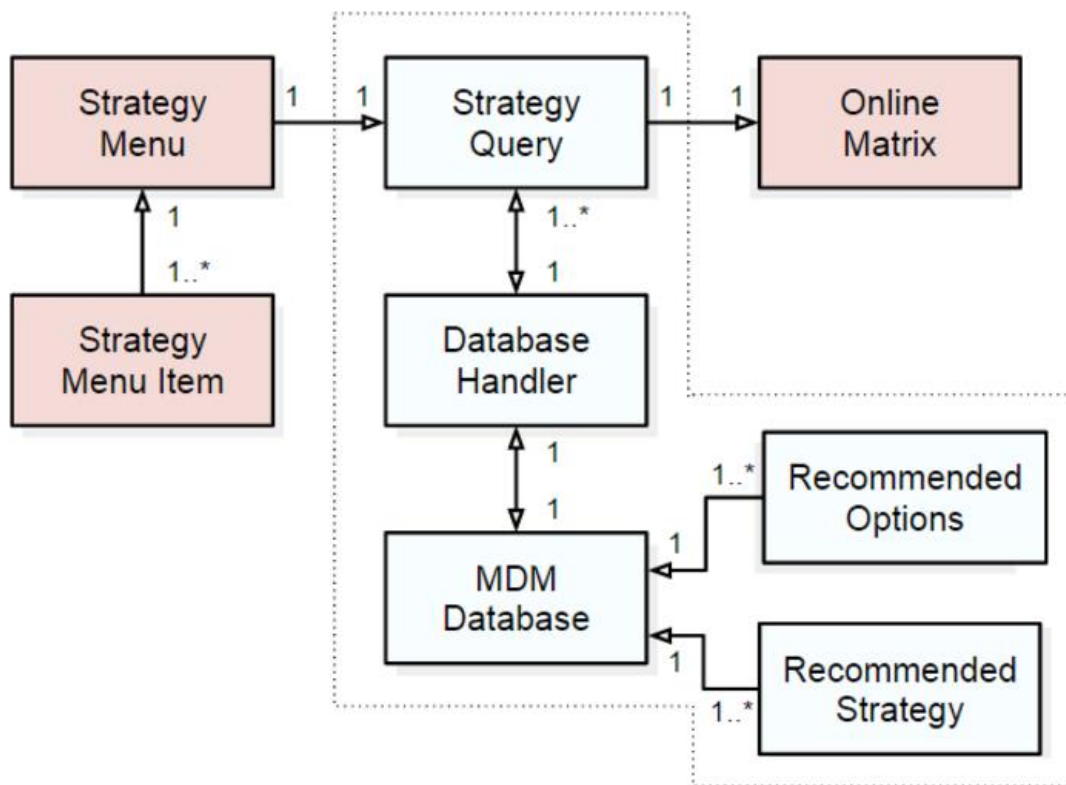 Strategy
Menu
1
1
Strategy
Query
1
1
Online
Matrix
1
1..*
Strategy
Menu Item
1..*
1
Database
Handler
1
1
MDM
Database
1..*
1
Recommended
Options
1
1..*
Recommended
Strategy